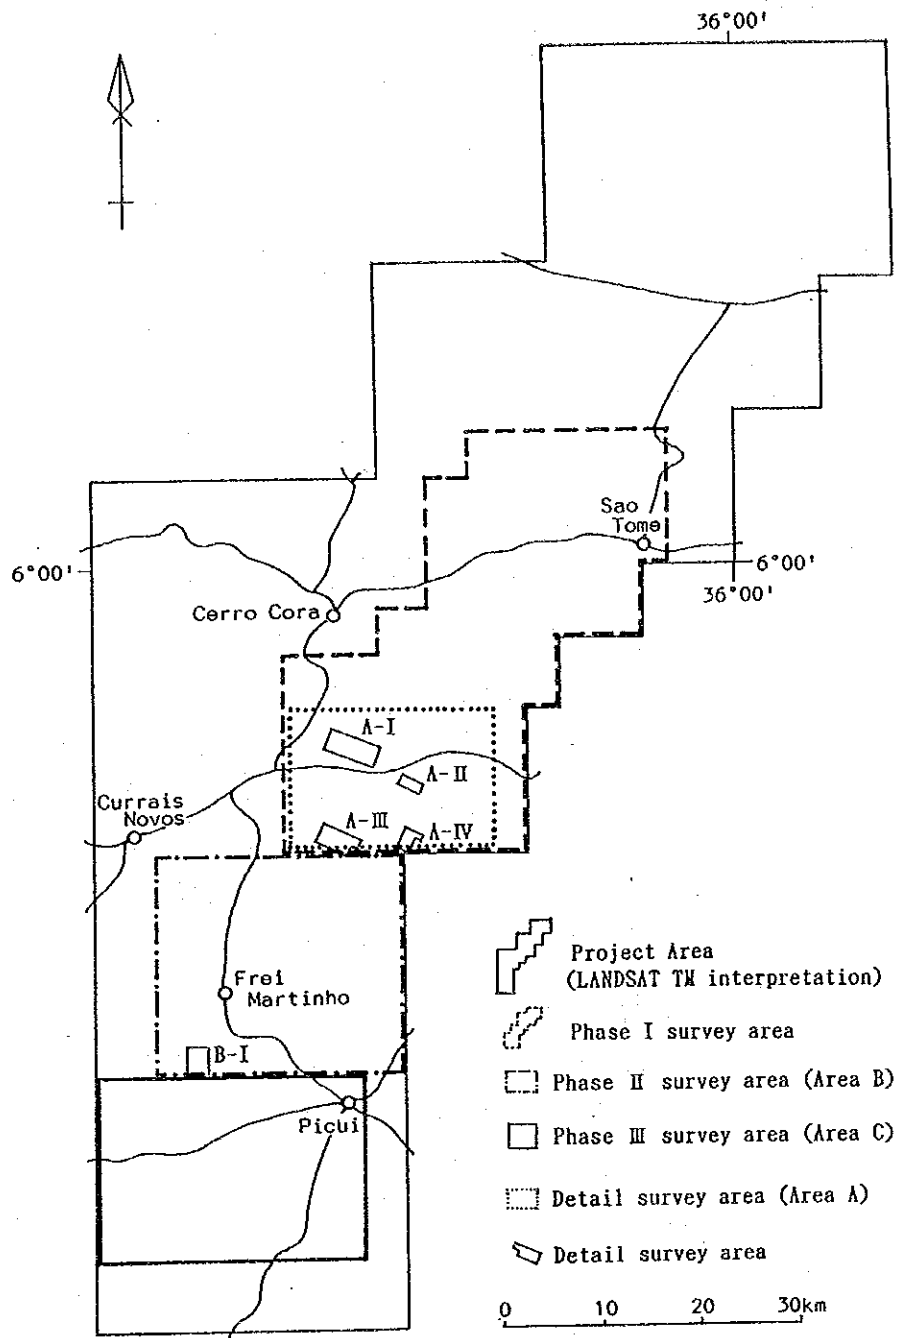 36°00'
Sao
Tome
6°00'
6°00'
36°00'
Cerro Cora
A-I
A-II
Currais
Novos
A-III
A-IV
Project Area
(LANDSAT TM interpretation)
Frei
Martinho
Phase I survey area
B-I
Phase II survey area (Area B)
Picui
Phase III survey area (Area C)
Detail survey area (Area A)
Detail survey area
0 10 20 30km